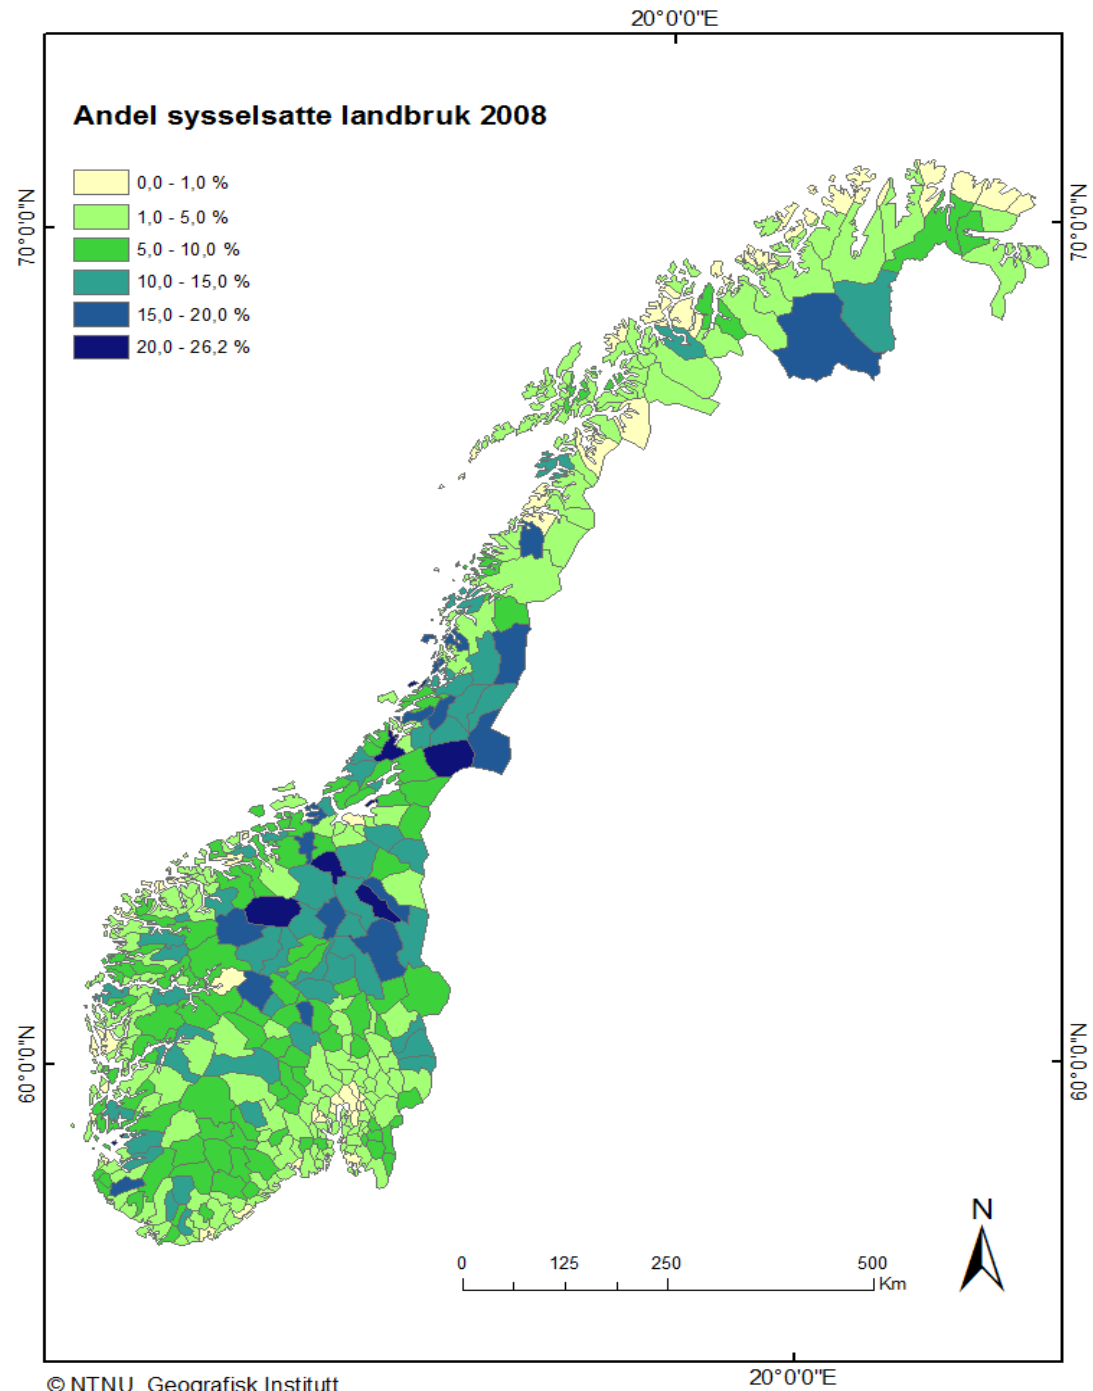 20°0'0"E
Andel sysselsatte landbruk 2008
0,0 - 1,0 %
1,0 - 5,0 %
5,0 - 10,0 %
10,0 - 15,0 %
15,0 - 20,0 %
20,0 - 26,2 %
70°0'0"N
70°0'0"N
60°0'0"N
60°0'0"N
N
0 125 250 500
Km
20°0'0"E
© NTNU Geografisk Institutt